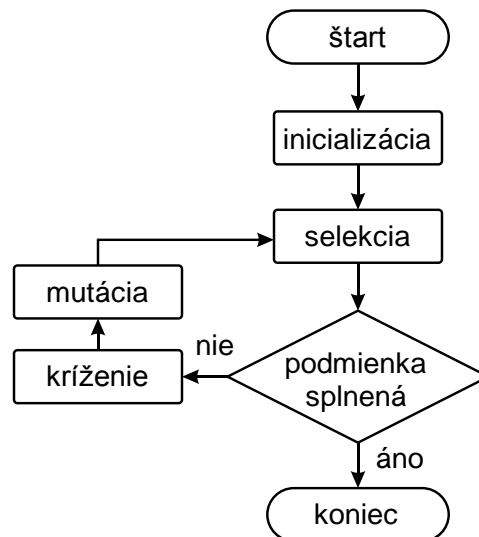 štart
inicializácia
selekcia
mutácia
nie
kríženie
podmienka
splnená
áno
koniec